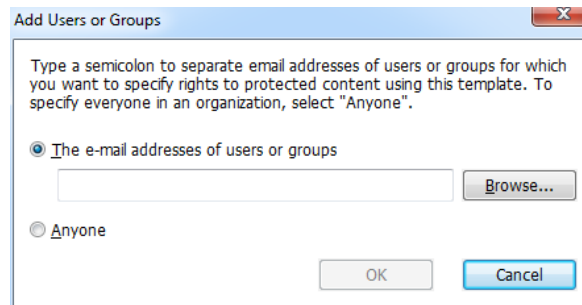 Add Users or Groups
Type a semicolon to separate email addresses of users or groups for which
you want to specify rights to protected content using this template. To
specify everyone in an organization, select "Anyone".
The e-mail addresses of users or groups
Browse...
Anyone
OK Cancel